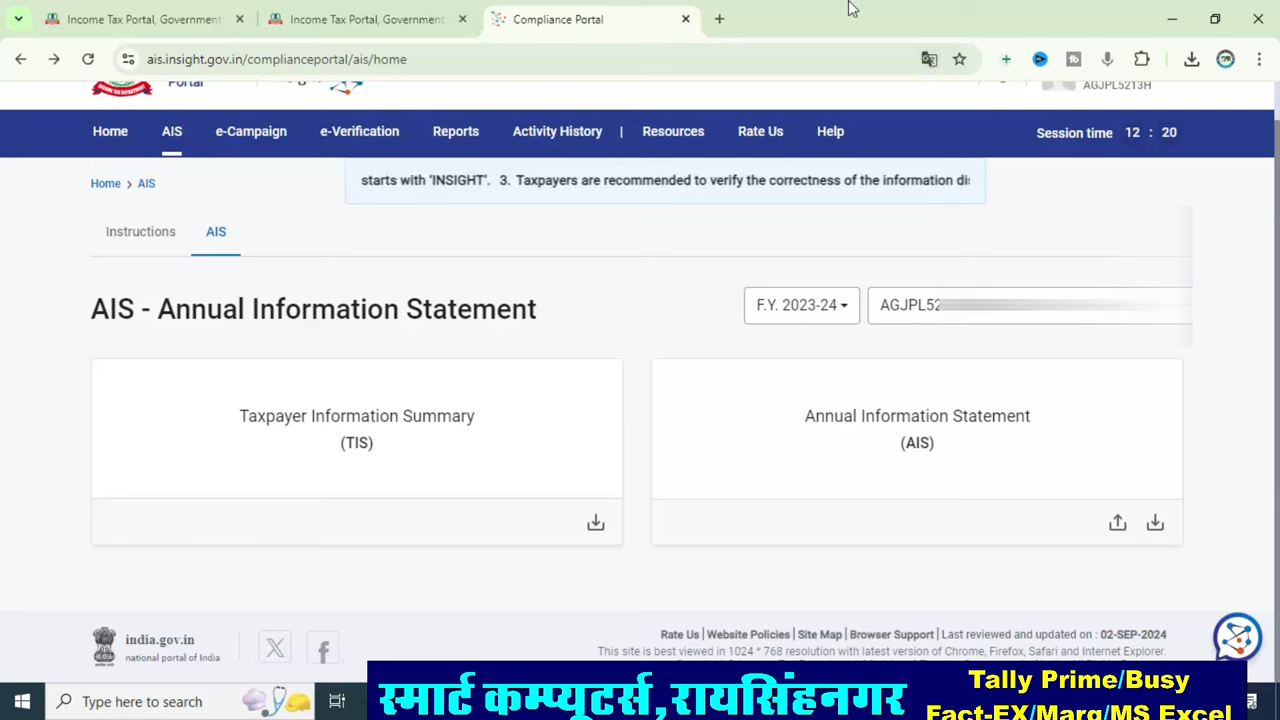 Income Tax Portal, Government
Income Tax Portal, Government
Compliance Portal
ais.insight.gov.in/complianceportal/ais/home
Portal
AGJPL5213H
Home AIS e-Campaign e-Verification Reports Activity History | Resources Rate Us Help Session time 12 : 20
Home > AIS
starts with 'INSIGHT'. 3. Taxpayers are recommended to verify the correctness of the information di
Instructions AIS
AIS - Annual Information Statement
F.Y. 2023-24
AGJPL52
Taxpayer Information Summary
(TIS)
Annual Information Statement
(AIS)
india.gov.in
national portal of India
Rate Us | Website Policies | Site Map | Browser Support | Last reviewed and updated on : 02-SEP-2024
This site is best viewed in 1024 * 768 resolution with latest version of Chrome, Firefox, Safari and Internet Explorer.
Type here to search
स्मार्ट कम्प्यूटर्स,रायसिंहनगर
Tally Prime/Busy
Fact-EX/Marg/MS Excel